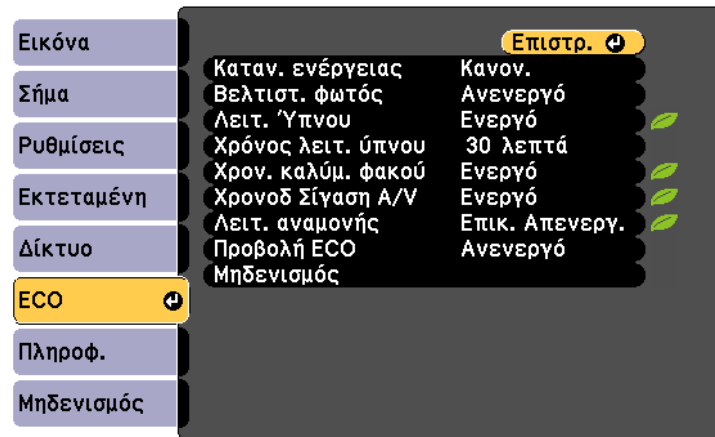 Εικόνα
Σήμα
Ρυθμίσεις
Εκτεταμένη
Δίκτυο
ECO
Πληροφ.
Μηδενισμός
Επιστρ.
Καταν. ενέργειας Κανον.
Βελτιστ. φωτός Ανενεργό
Λειτ. Ύπνου Ενεργό
Χρόνος λειτ. ύπνου 30 λεπτά
Χρον. καλύμ. φακού Ενεργό
Χρονοδ Σίγαση A/V Ενεργό
Λειτ. αναμονής Επικ. Απενεργ.
Προβολή ECO Ανενεργό
Μηδενισμός